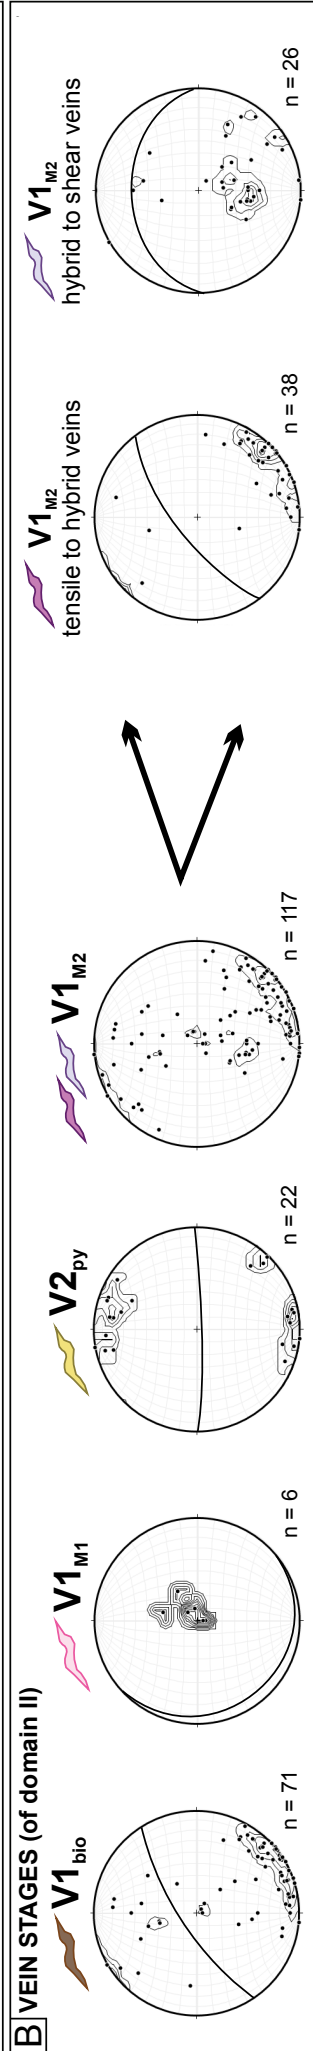 B VEIN STAGES (of domain II)
V1bio
n = 71
V1M1
n = 6
V2py
n = 22
V1M2
n = 117
V1M2
tensile to hybrid veins
n = 38
V1M2
hybrid to shear veins
n = 26